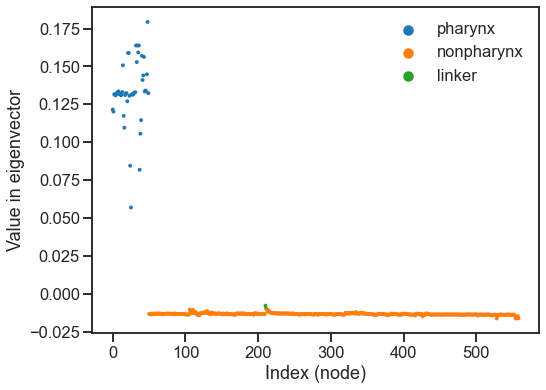 0.175
0.150
0.125
0.100
0.075
0.050
0.025
0.000
−0.025
Value in eigenvector
pharynx
nonpharynx
linker
0 100 200 300 400 500
Index (node)